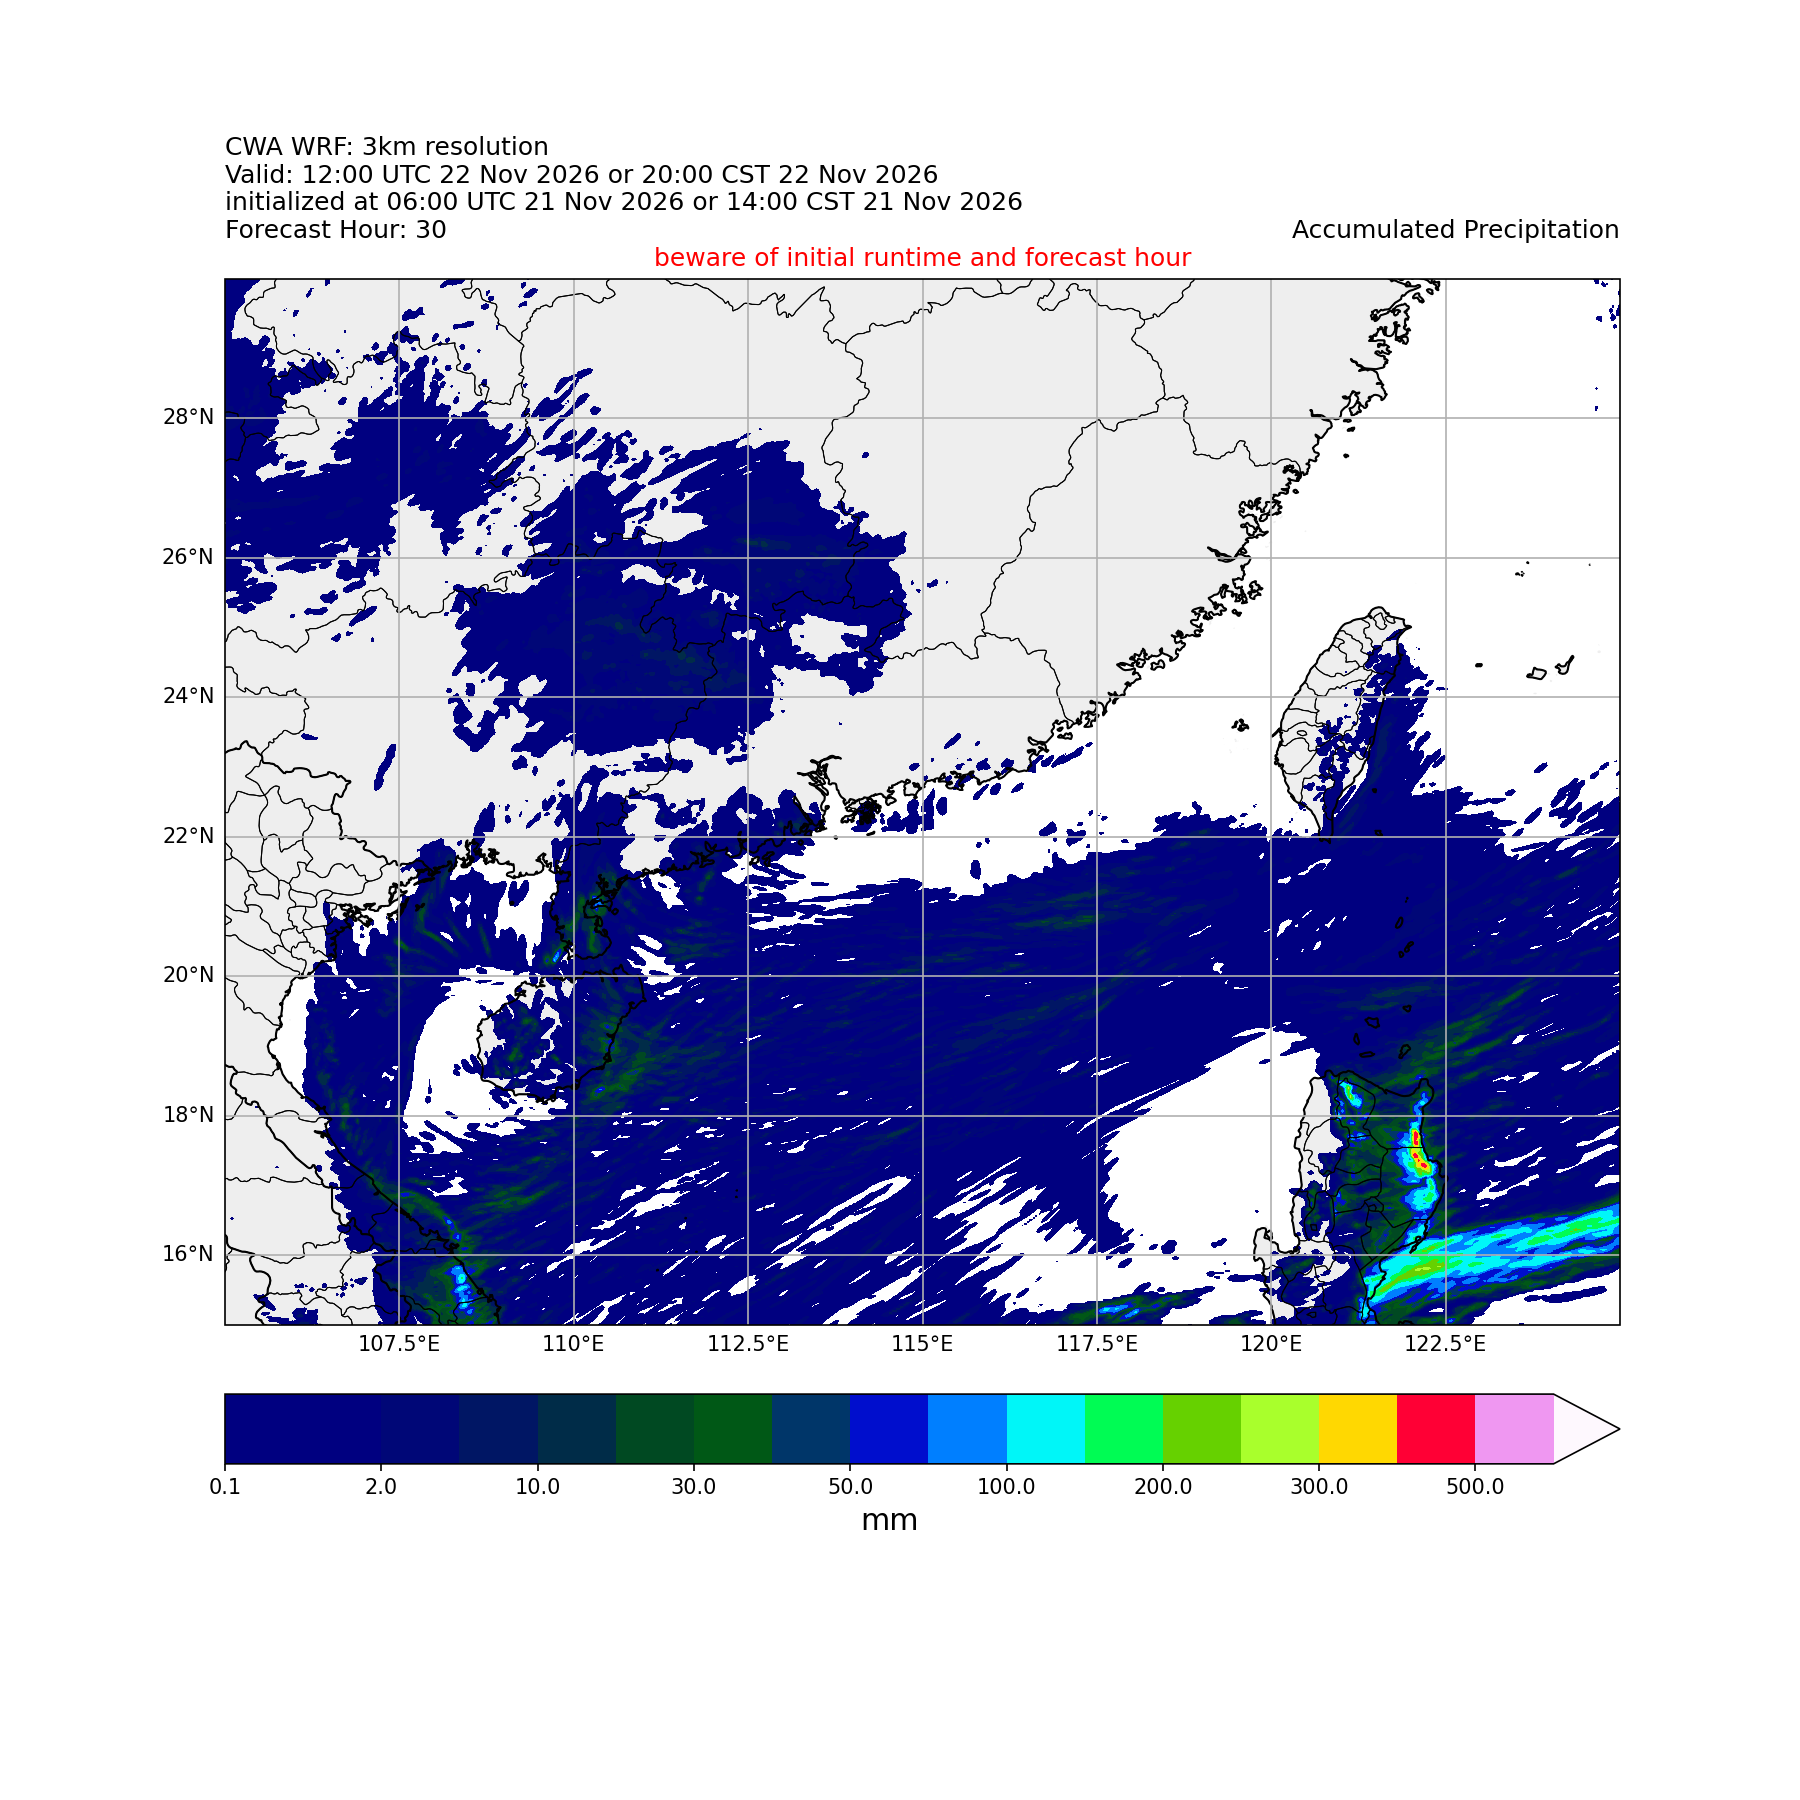 CWA WRF: 3km resolution
Valid: 12:00 UTC 22 Nov 2026 or 20:00 CST 22 Nov 2026
initialized at 06:00 UTC 21 Nov 2026 or 14:00 CST 21 Nov 2026
Forecast Hour: 30
Accumulated Precipitation
beware of initial runtime and forecast hour
28°N
26°N
24°N
22°N
20°N
18°N
16°N
107.5°E 110°E 112.5°E 115°E 117.5°E 120°E 122.5°E
0.1 2.0 10.0 30.0 50.0 100.0 200.0 300.0 500.0
mm